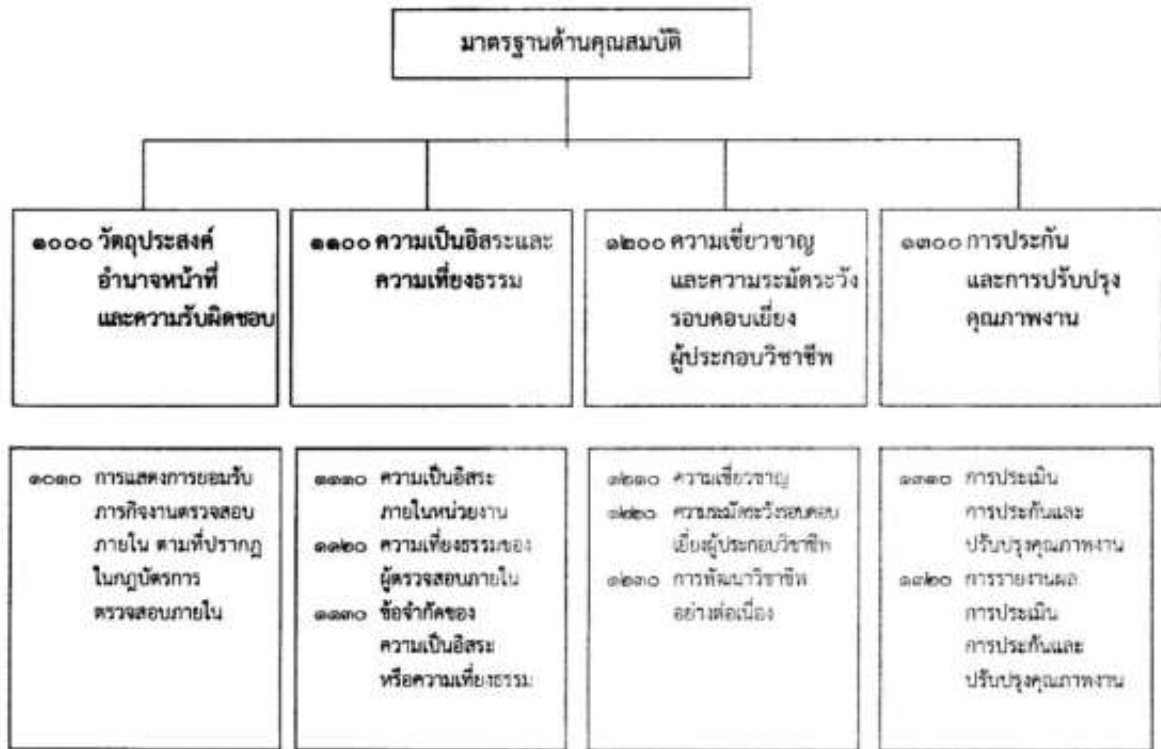 มาตรฐานด้านคุณสมบัติ
๑๐๐๐ วัตถุประสงค์
อำนาจหน้าที่
และความรับผิดชอบ
๑๑๐๐ ความเป็นอิสระและ
ความเที่ยงธรรม
๑๒๐๐ ความเชี่ยวชาญ
และความระมัดระวัง
รอบคอบเยี่ยง
ผู้ประกอบวิชาชีพ
๑๓๐๐ การประกัน
และการปรับปรุง
คุณภาพงาน
๑๐๑๐ การแสดงการยอมรับ
ภารกิจงานตรวจสอบ
ภายใน ตามที่ปรากฏ
ในกฎบัตรการ
ตรวจสอบภายใน
๑๑๑๐ ความเป็นอิสระ
ภายในหน่วยงาน
๑๑๒๐ ความเที่ยงธรรมของ
ผู้ตรวจสอบภายใน
๑๑๓๐ ข้อจำกัดของ
ความเป็นอิสระ
หรือความเที่ยงธรรม
๑๒๑๐ ความเชี่ยวชาญ
๑๒๒๐ ความระมัดระวังรอบคอบ
เยี่ยงผู้ประกอบวิชาชีพ
๑๒๓๐ การพัฒนาวิชาชีพ
อย่างต่อเนื่อง
๑๓๑๐ การประเมิน
การประกันและ
ปรับปรุงคุณภาพงาน
๑๓๒๐ การรายงานผล
การประเมิน
การประกันและ
ปรับปรุงคุณภาพงาน